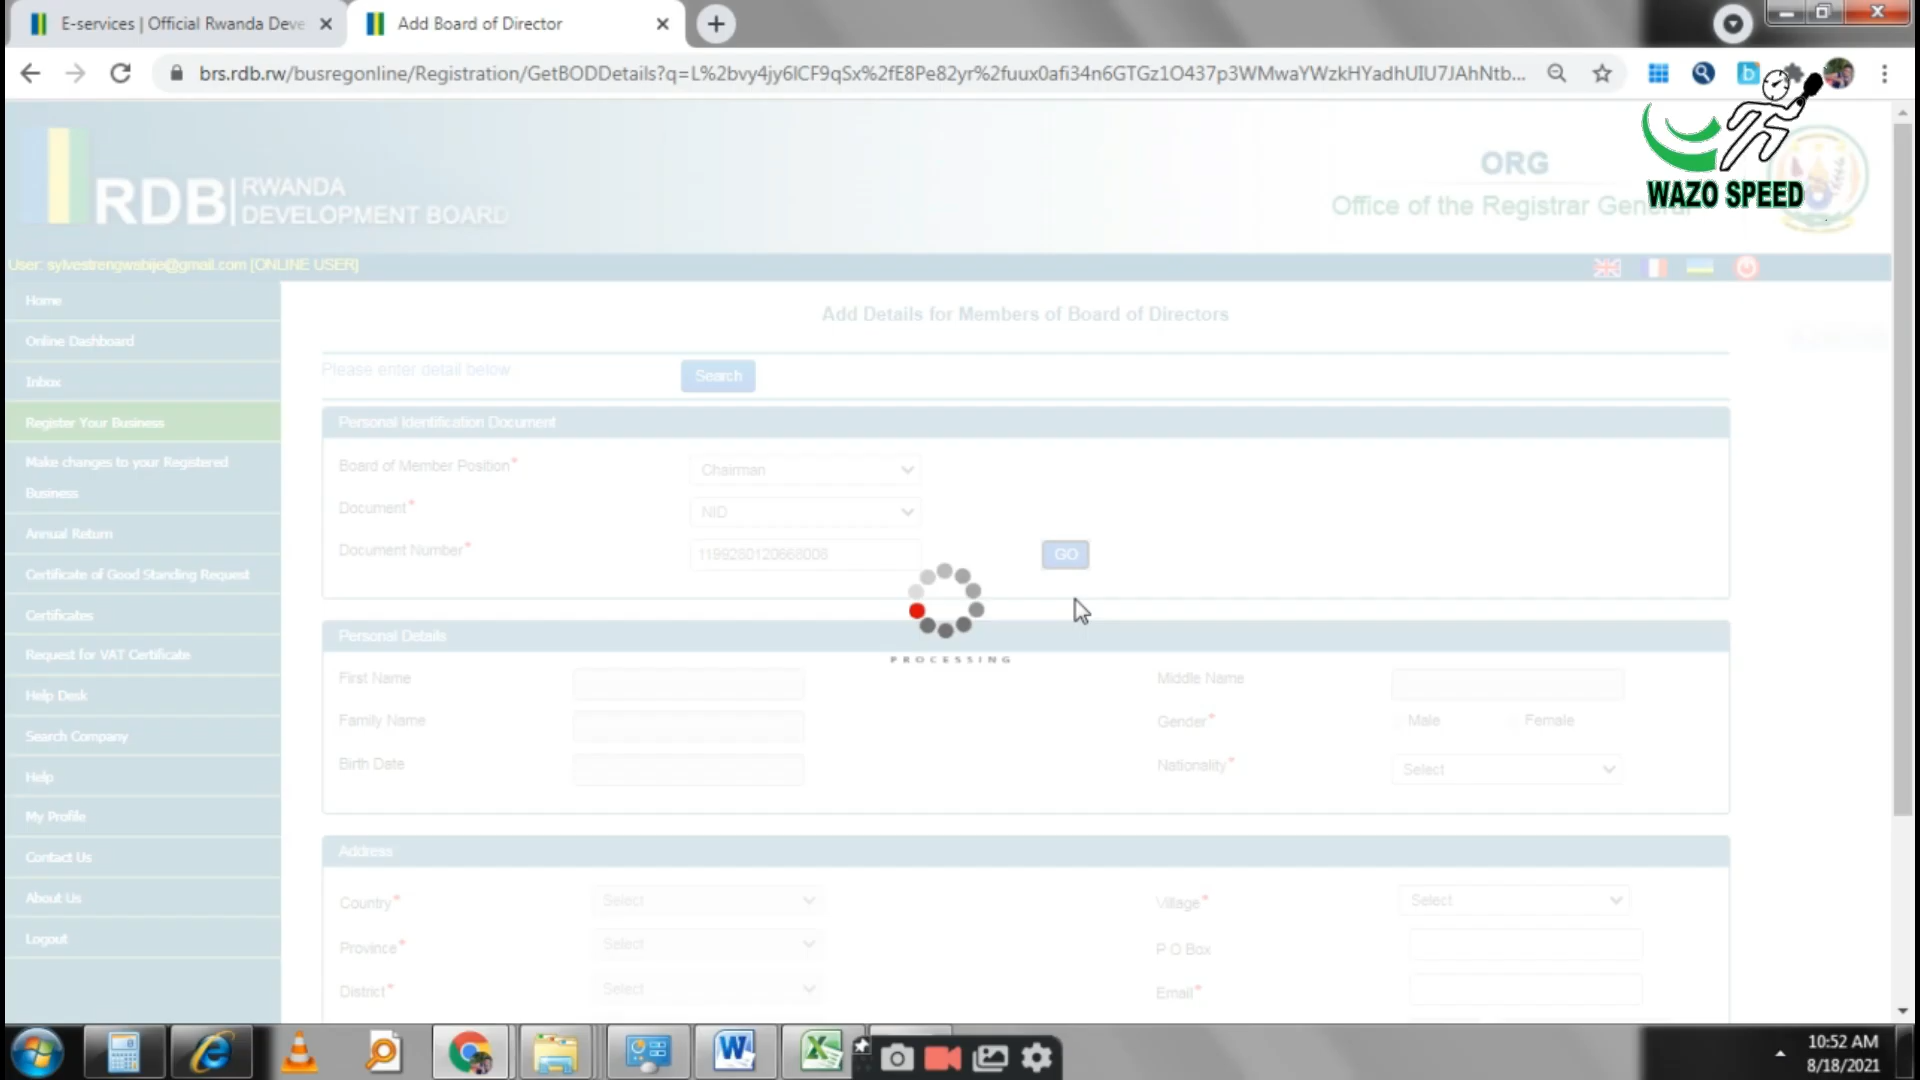 E-services | Official Rwanda Deve
Add Board of Director
brs.rdb.rw/busregonline/Registration/GetBODDetails?q=L%2bvy4jy6lCF9qSx%2fE8Pe82yr%2fuux0afi34n6GTGz1O437p3WMwaYWzkHYadhUIU7JAhNtb...
RDB
RWANDA
DEVELOPMENT BOARD
ORG
Office of the Registrar General
WAZO SPEED
User: sylvestrengwabije@gmail.com [ONLINE USER]
Home
Online Dashboard
Inbox
Register Your Business
Make changes to your Registered
Business
Annual Return
Certificate of Good Standing Request
Certificates
Request for VAT Certificate
Help Desk
Search Company
Help
My Profile
Contact Us
About Us
Logout
Add Details for Members of Board of Directors
Please enter detail below
Search
Personal Identification Document
Board of Member Position*
Chairman
Document*
NID
Document Number*
GO
PROCESSING
Personal Details
First Name
Middle Name
Family Name
Gender*
Male
Female
Birth Date
Nationality*
Select
Address
Country*
Select
Village*
Select
Province*
Select
P O Box
District*
Select
Email*
10:52 AM
8/18/2021